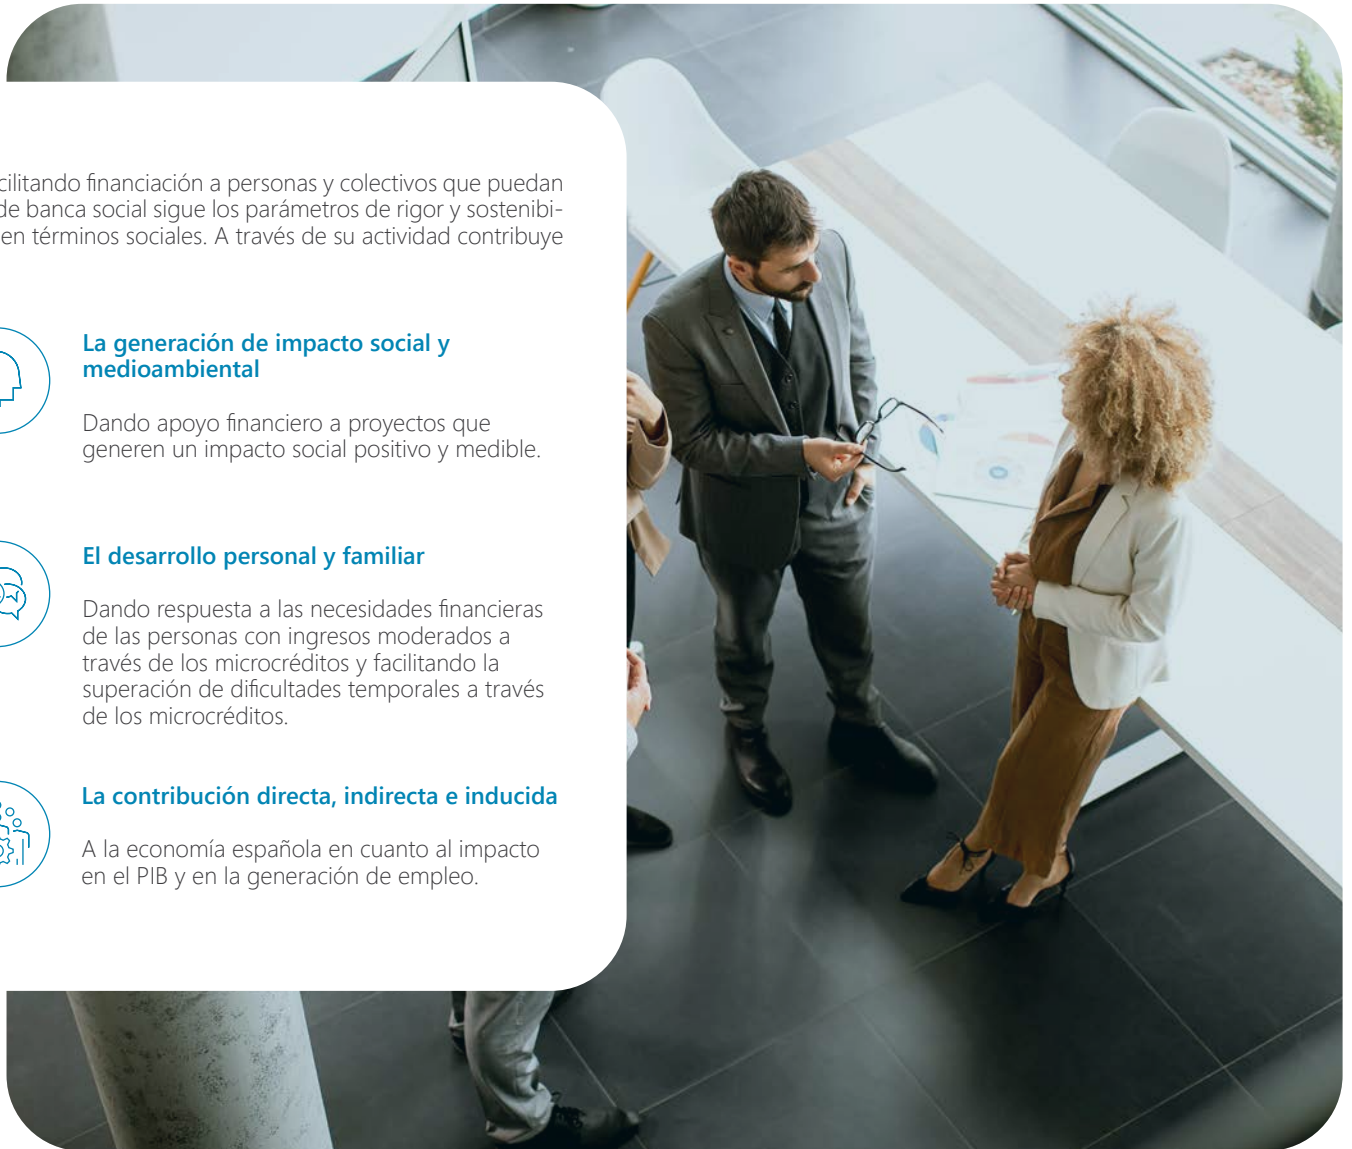 cilitando financiación a personas y colectivos que puedan
de banca social sigue los parámetros de rigor y sostenibi-
en términos sociales. A través de su actividad contribuye
La generación de impacto social y
medioambiental
Dando apoyo financiero a proyectos que
generen un impacto social positivo y medible.
El desarrollo personal y familiar
Dando respuesta a las necesidades financieras
de las personas con ingresos moderados a
través de los microcréditos y facilitando la
superación de dificultades temporales a través
de los microcréditos.
La contribución directa, indirecta e inducida
A la economía española en cuanto al impacto
en el PIB y en la generación de empleo.